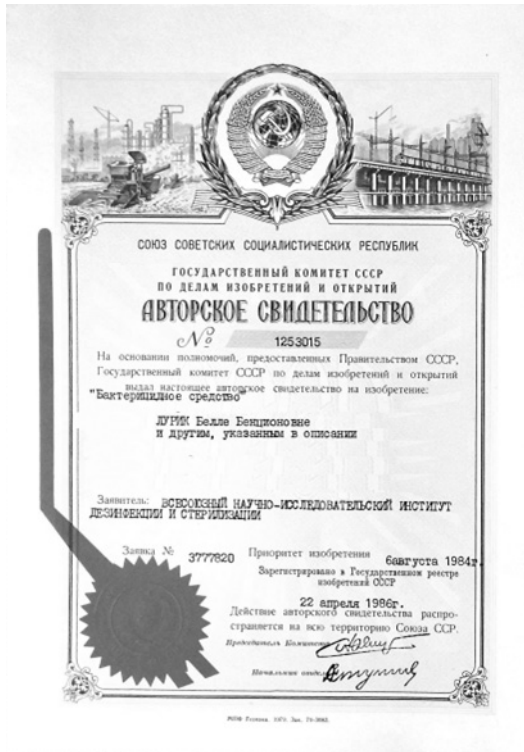 СОЮЗ СОВЕТСКИХ СОЦИАЛИСТИЧЕСКИХ РЕСПУБЛИК
ГОСУДАРСТВЕННЫЙ КОМИТЕТ СССР
ПО ДЕЛАМ ИЗОБРЕТЕНИЙ И ОТКРЫТИЙ
АВТОРСКОЕ СВИДЕТЕЛЬСТВО
№ 1253015
На основании полномочий, предоставленных Правительством СССР,
Государственный комитет СССР по делам изобретений и открытий
выдал настоящее авторское свидетельство на изобретение:
"Бактерицидное средство"
ЛУРИК Белле Бенционовне
и другим, указанным в описании
Заявитель: ВСЕСОЮЗНЫЙ НАУЧНО-ИССЛЕДОВАТЕЛЬСКИЙ ИНСТИТУТ
ДЕЗИНФЕКЦИИ И СТЕРИЛИЗАЦИИ
Заявка № 3777820 Приоритет изобретения 6августа 1984г.
Зарегистрировано в Государственном реестре
изобретений СССР
22 апреля 1986г.
Действие авторского свидетельства распро-
страняется на всю территорию Союза ССР.
Председатель Комитета
Начальник отдела